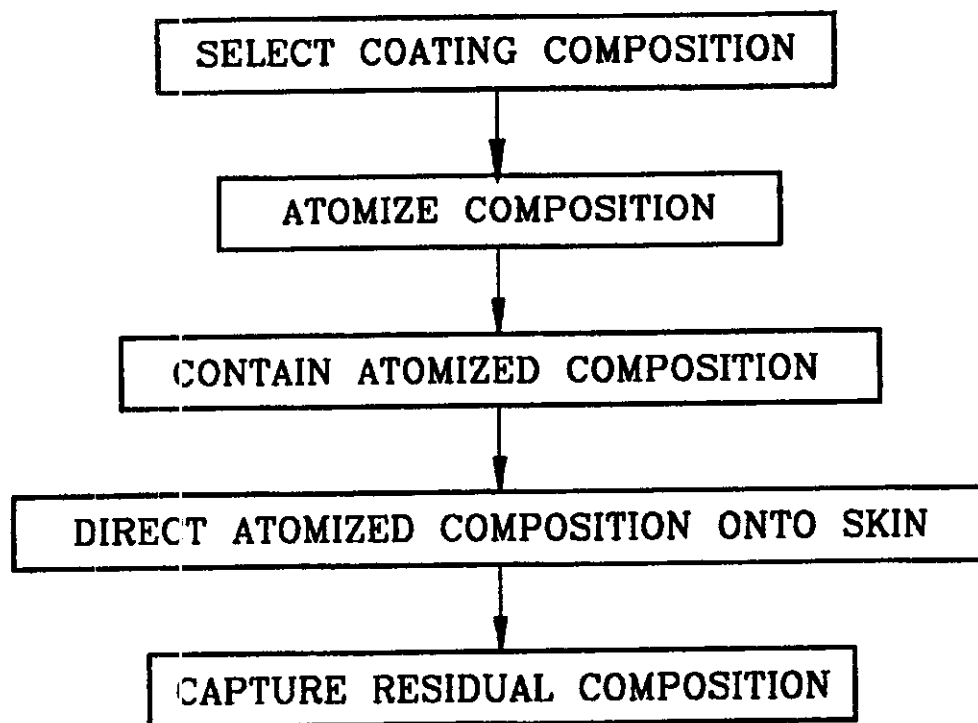 SELECT COATING COMPOSITION
ATOMIZE COMPOSITION
CONTAIN ATOMIZED COMPOSITION
DIRECT ATOMIZED COMPOSITION ONTO SKIN
CAPTURE RESIDUAL COMPOSITION